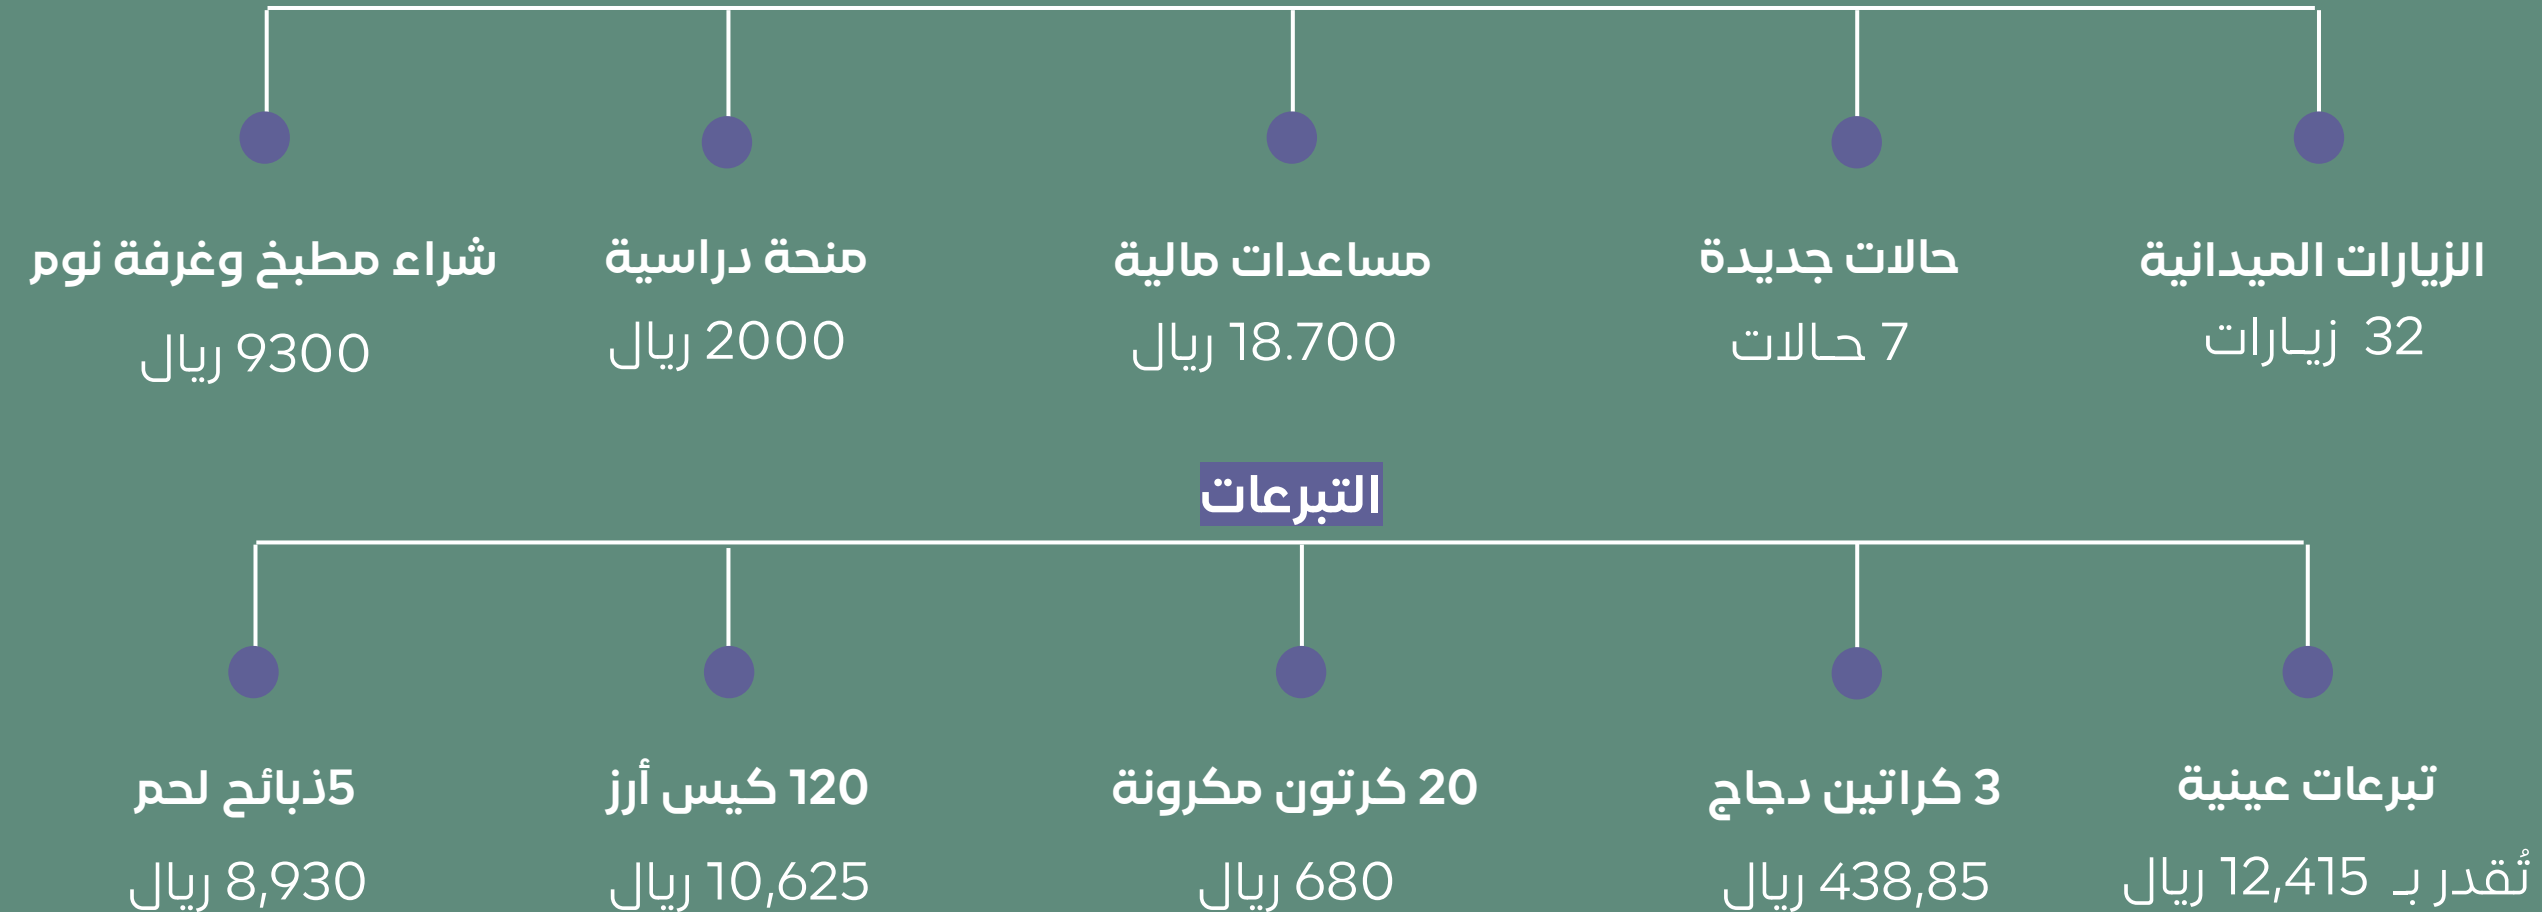 الزيارات الميدانية
32 زيـارات
حالات جديدة
7 حـالات
مساعدات مالية
18.700 ريال
منحة دراسية
2000 ريال
شراء مطبخ وغرفة نوم
9300 ريال
التبرعات
تبرعات عينية
تُقدر بـ 12,415 ريال
3 كراتين دجاج
438,85 ريال
20 كرتون مكرونة
680 ريال
120 كيس أرز
10,625 ريال
5ذبائح لحم
8,930 ريال